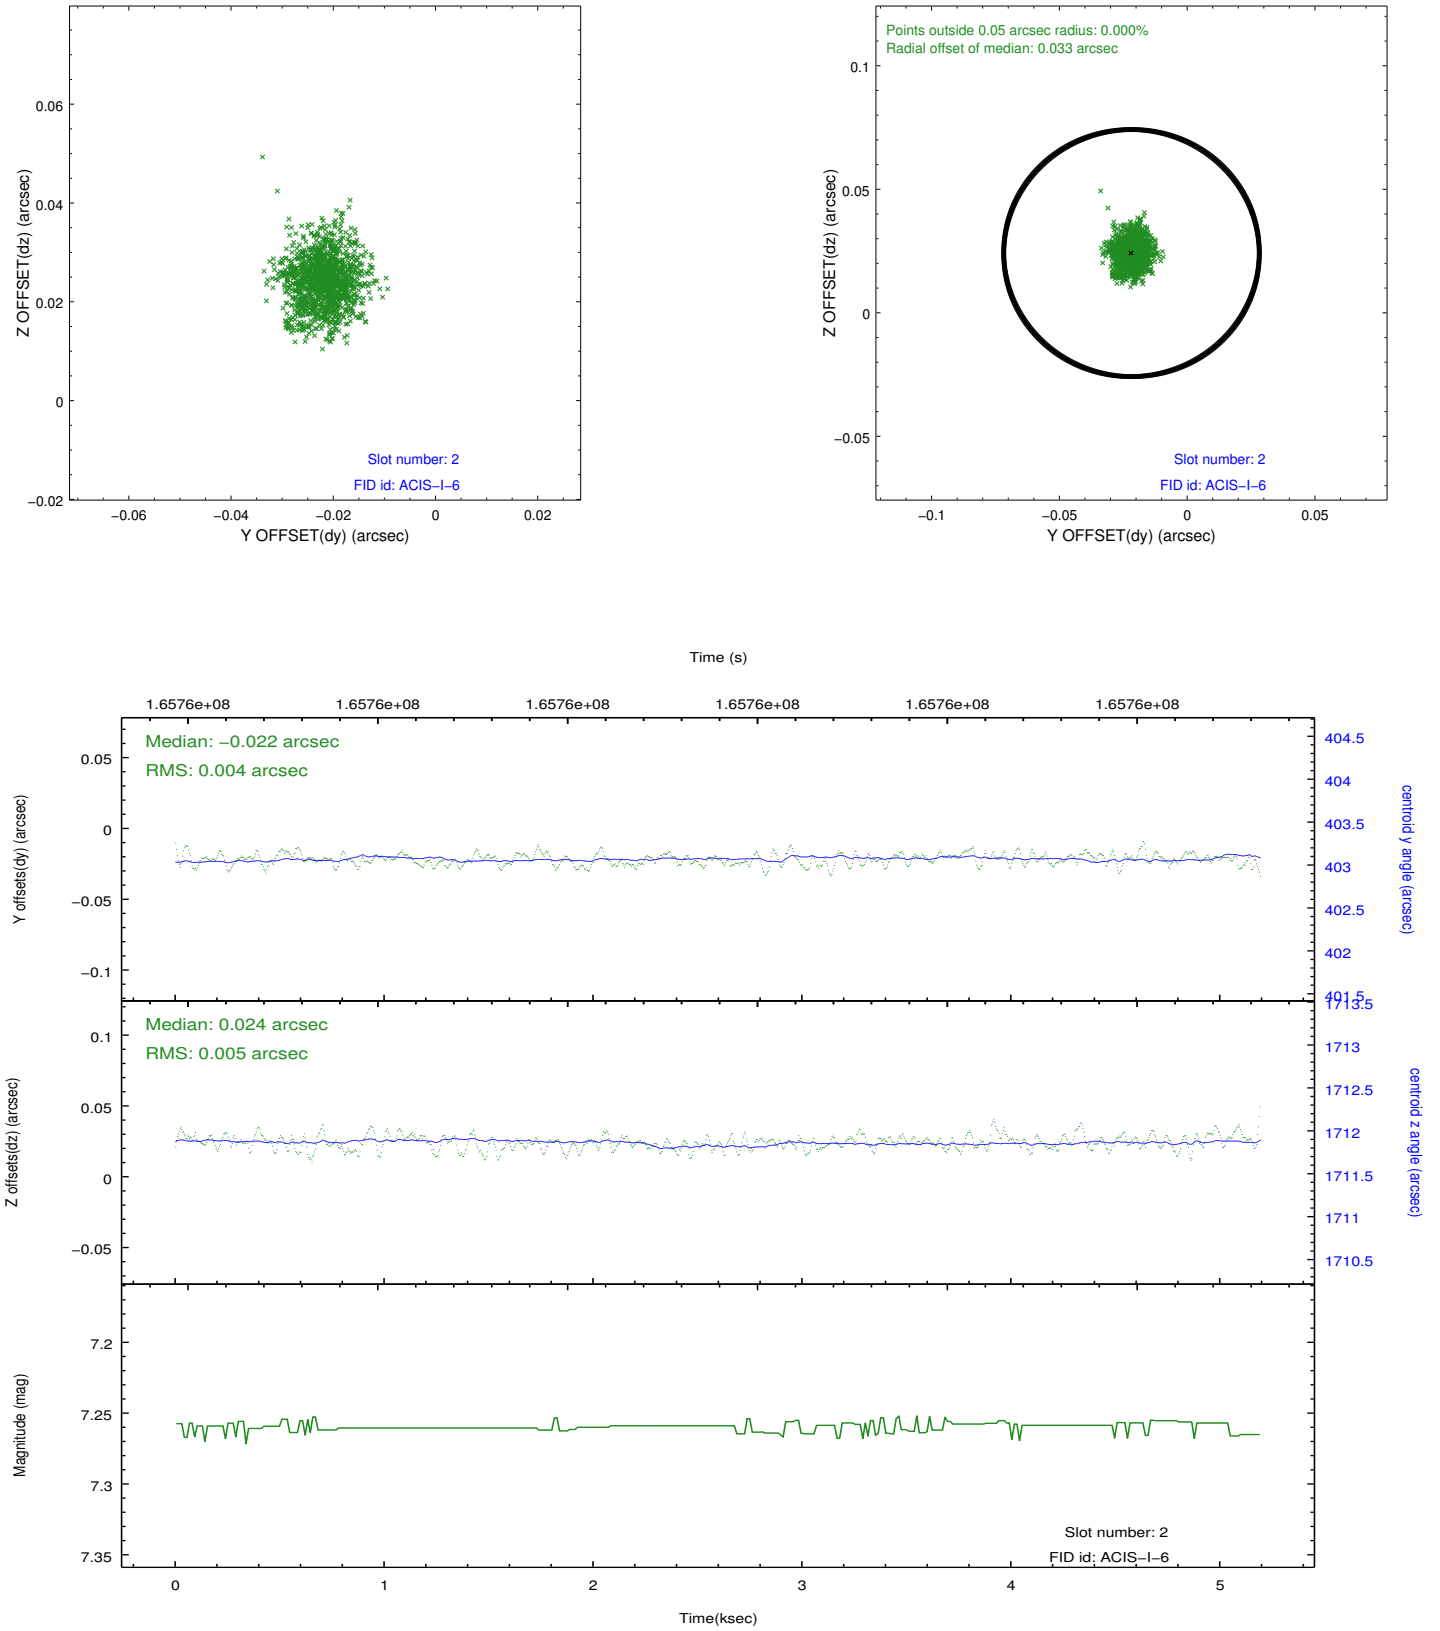 0.06
0.04
0.02
0
−0.02
−0.06
−0.04
−0.02
0
0.02
Z OFFSET(dz) (arcsec)
Y OFFSET(dy) (arcsec)
Slot number: 2
FID id: ACIS−I−6
Points outside 0.05 arcsec radius: 0.000%
Radial offset of median: 0.033 arcsec
0.1
0.05
0
−0.05
−0.1
−0.05
0
0.05
Z OFFSET(dz) (arcsec)
Y OFFSET(dy) (arcsec)
Slot number: 2
FID id: ACIS−I−6
Time (s)
1.6576e+08 1.6576e+08 1.6576e+08 1.6576e+08 1.6576e+08 1.6576e+08
Median: −0.022 arcsec
RMS: 0.004 arcsec
0.05
0
−0.05
−0.1
Y offsets(dy) (arcsec)
404.5
404
403.5
403
402.5
402
401.5
centroid y angle (arcsec)
Median: 0.024 arcsec
RMS: 0.005 arcsec
0.1
0.05
0
−0.05
Z offsets(dz) (arcsec)
1713.5
1713
1712.5
1712
1711.5
1711
1710.5
centroid z angle (arcsec)
7.2
7.25
7.3
7.35
Magnitude (mag)
Slot number: 2
FID id: ACIS−I−6
0 1 2 3 4 5
Time(ksec)